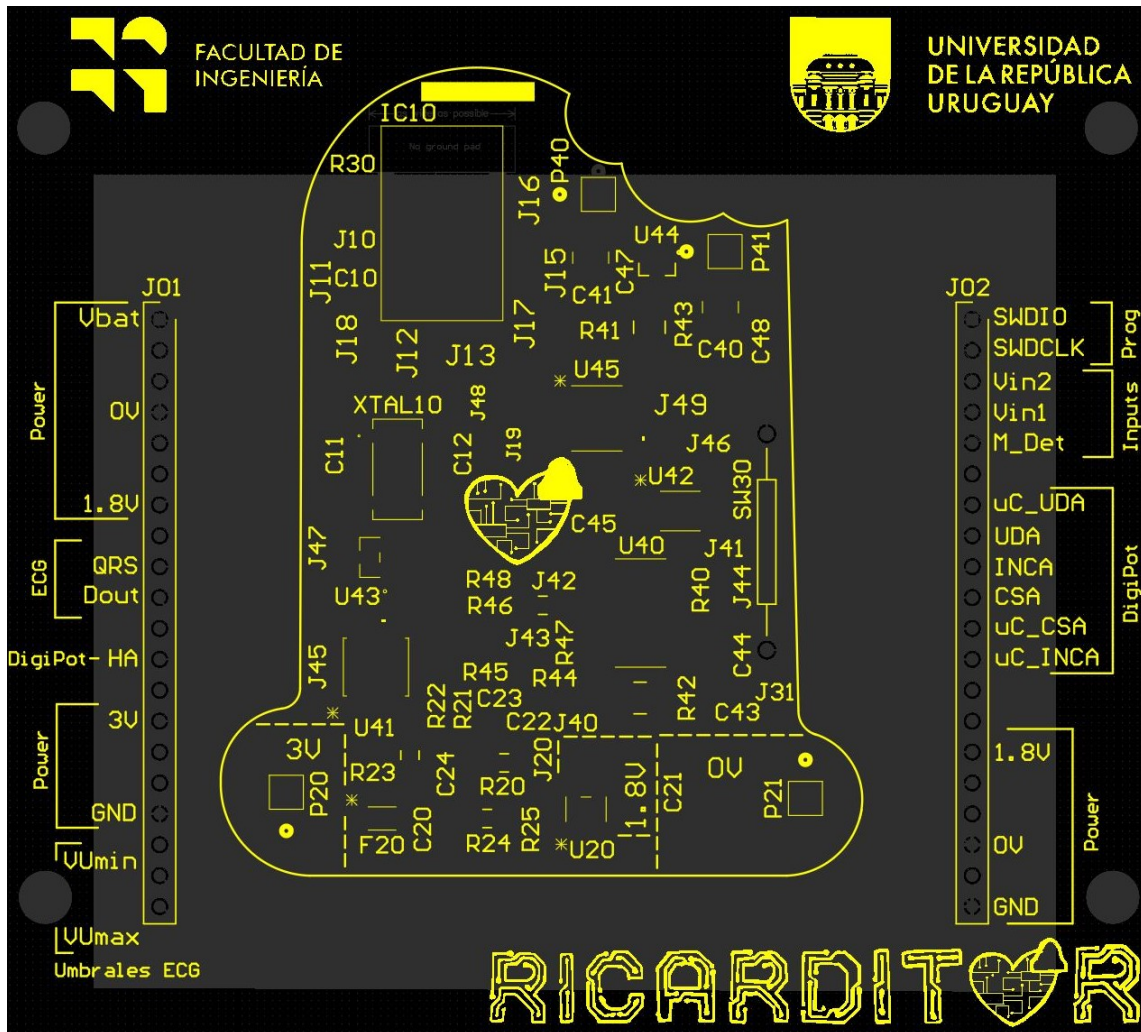 FACULTAD DE
INGENIERÍA
UNIVERSIDAD
DE LA REPÚBLICA
URUGUAY
IC10
as possible
No ground pad
R30
P40
J16
J10
U44
P41
J11
C10
J15
C47
C41
J18
J12
J13
J17
R41
R43
C40
C48
U45
XTAL10
J48
J49
C11
C12
J19
J46
U42
SW30
C45
J47
U40
J41
R48
J42
U43
R46
R40
J44
J43
R47
J45
R45
R44
C44
C23
R42
J31
R22
R21
C22
J40
C43
U41
3V
R23
C24
J20
1.8V
C21
0V
P20
R20
P21
F20
C20
R24
R25
U20
J01
Vbat
0V
1.8V
Power
QRS
Dout
ECG
DigiPot- HA
3V
GND
Power
VUmin
VUmax
Umbrales ECG
J02
SWDIO
SWDCLK
Prog
Vin2
Vin1
M_Det
Inputs
uC_UDA
UDA
INCA
CSA
uC_CSA
uC_INCA
DigiPot
1.8V
0V
GND
Power
RICARDIT R